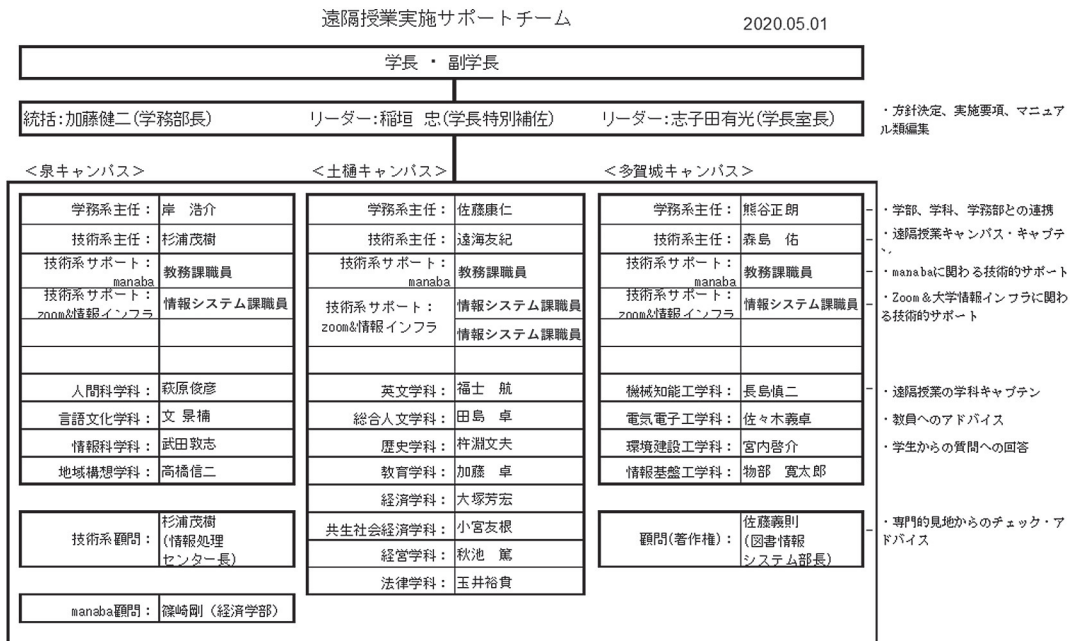 遠隔授業実施サポートチーム
2020.05.01
学長 ・ 副学長
統括：加藤健二(学務部長)
リーダー：稲垣　忠(学長特別補佐)
リーダー：志子田有光(学長室長)
・方針決定、実施要項、マニュア
ル類編集
＜泉キャンパス＞
学務系主任： 岸　浩介
技術系主任： 杉浦茂樹
技術系サポート：
manaba
教務課職員
技術系サポート：
zoom&情報インフラ
情報システム課職員
人間科学科： 萩原俊彦
言語文化学科： 文 景楠
情報科学科： 武田敦志
地域構想学科： 高橋信二
技術系顧問：
杉浦茂樹
(情報処理
センター長)
manaba顧問： 篠崎剛（経済学部）
＜土樋キャンパス＞
学務系主任： 佐藤康仁
技術系主任： 遠海友紀
技術系サポート：
manaba
教務課職員
技術系サポート：
zoom&情報インフラ
情報システム課職員
情報システム課職員
英文学科： 福士　航
総合人文学科： 田島　卓
歴史学科： 杵淵文夫
教育学科： 加藤　卓
経済学科： 大塚芳宏
共生社会経済学科： 小宮友根
経営学科： 秋池　篤
法律学科： 玉井裕貴
＜多賀城キャンパス＞
学務系主任： 熊谷正朗
技術系主任： 森島　佑
技術系サポート：
manaba
教務課職員
技術系サポート：
zoom&情報インフラ
情報システム課職員
機械知能工学科： 長島慎二
電気電子工学科： 佐々木義卓
環境建設工学科： 宮内啓介
情報基盤工学科： 物部　寛太郎
顧問(著作権)：
佐藤義則
(図書情報
システム部長)
・学部、学科、学務部との連携
・遠隔授業キャンパス・キャプテ
ン
・manabaに関わる技術的サポート
・Zoom＆大学情報インフラに関わ
る技術的サポート
・遠隔授業の学科キャプテン
・教員へのアドバイス
・学生からの質問への回答
・専門的見地からのチェック・ア
ドバイス